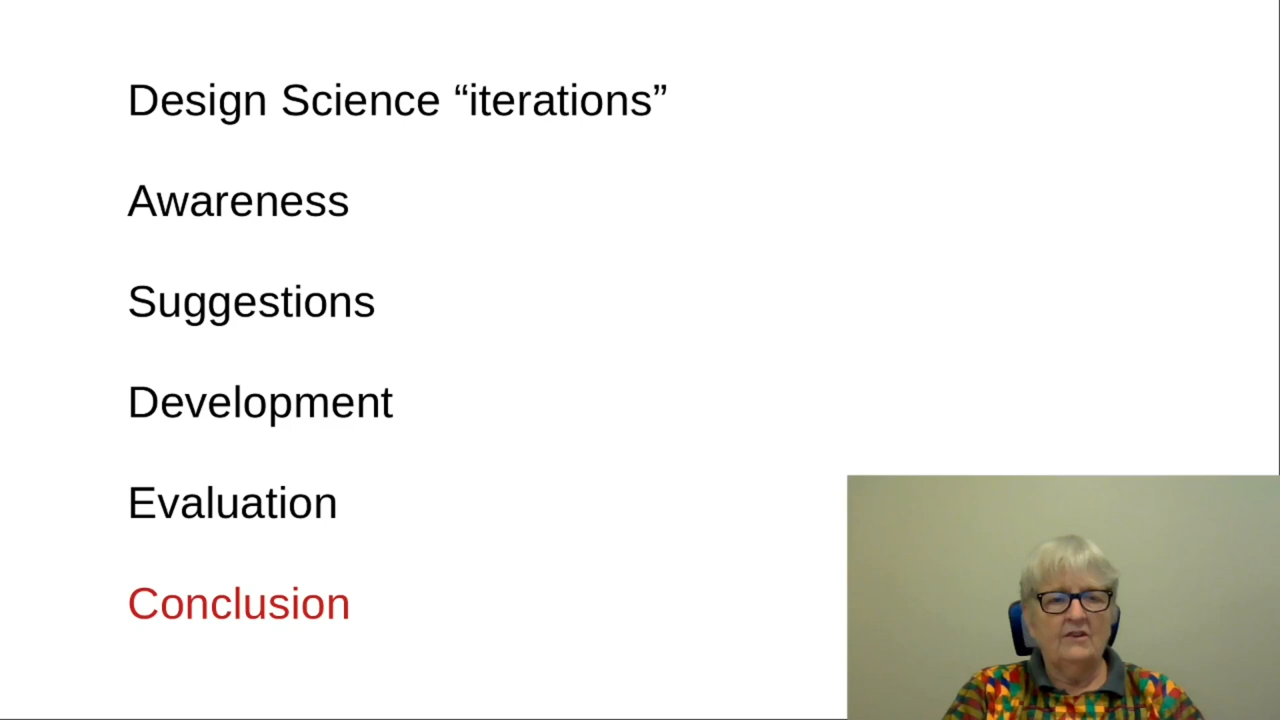 Design Science “iterations”
Awareness
Suggestions
Development
Evaluation
Conclusion